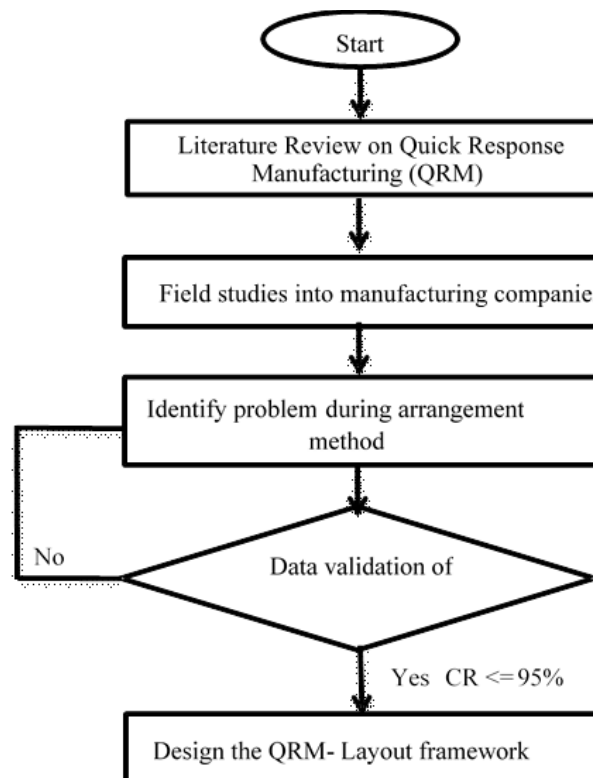 Start
Literature Review on Quick Response
Manufacturing (QRM)
Field studies into manufacturing companie
Identify problem during arrangement
method
Data validation of
No
Yes CR <= 95%
Design the QRM- Layout framework